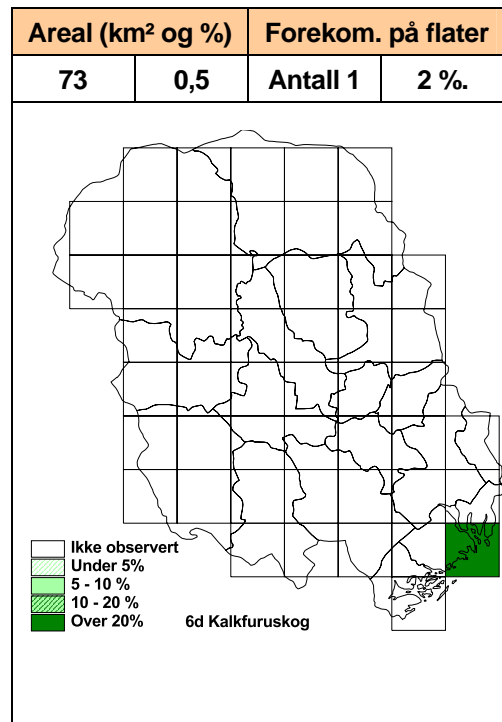 Areal (km² og %) Forekom. på flater
73 0,5 Antall 1 2 %.
Ikke observert
Under 5%
5 - 10 %
10 - 20 %
Over 20% 6d Kalkfuruskog